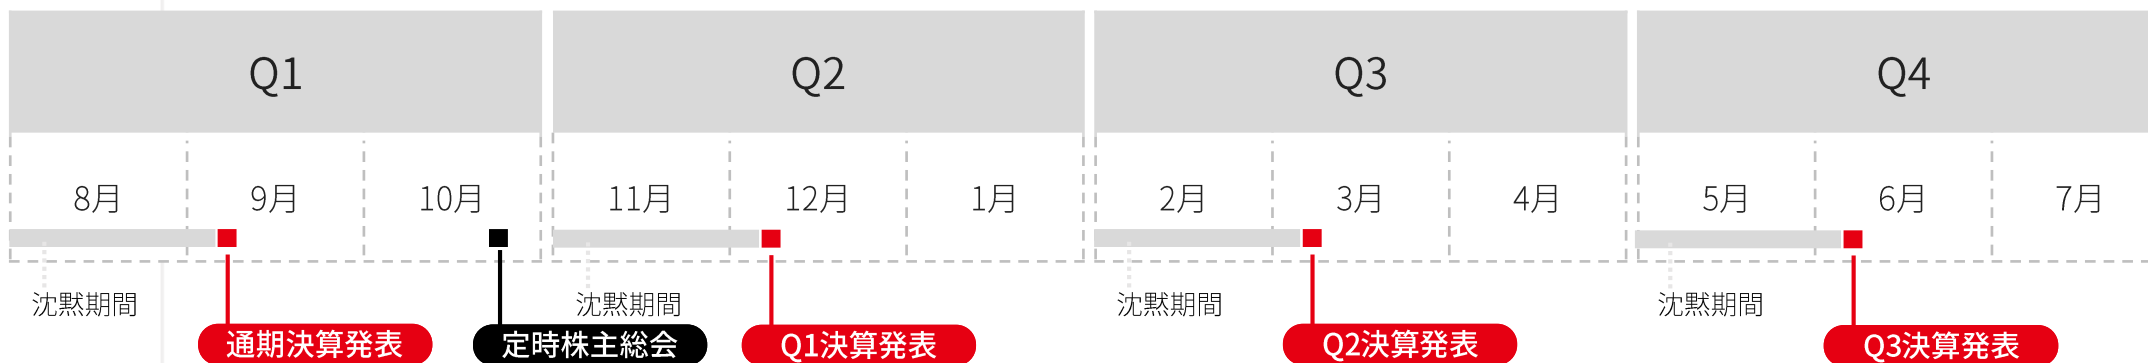 Q1 Q2 Q3 Q4
8月 9月 10月 11月 12月 1月 2月 3月 4月 5月 6月 7月
沈黙期間 沈黙期間 沈黙期間 沈黙期間
通期決算発表 定時株主総会 Q1決算発表 Q2決算発表 Q3決算発表